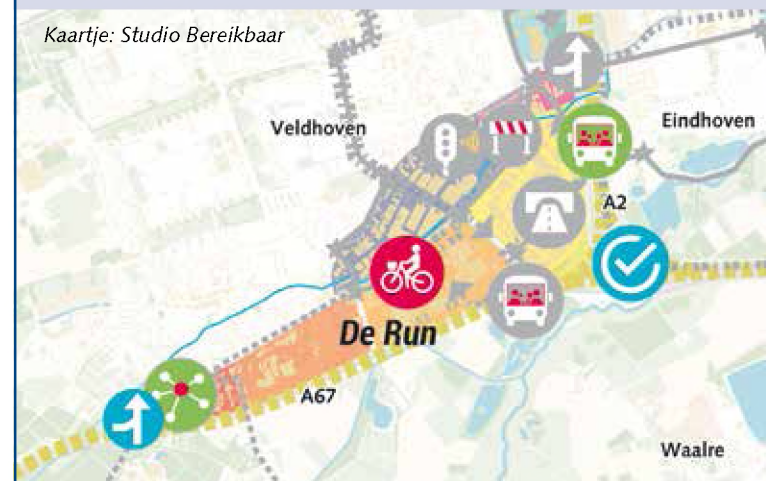 Kaartje: Studio Bereikbaar
Veldhoven
Eindhoven
A2
De Run
A67
Waalre